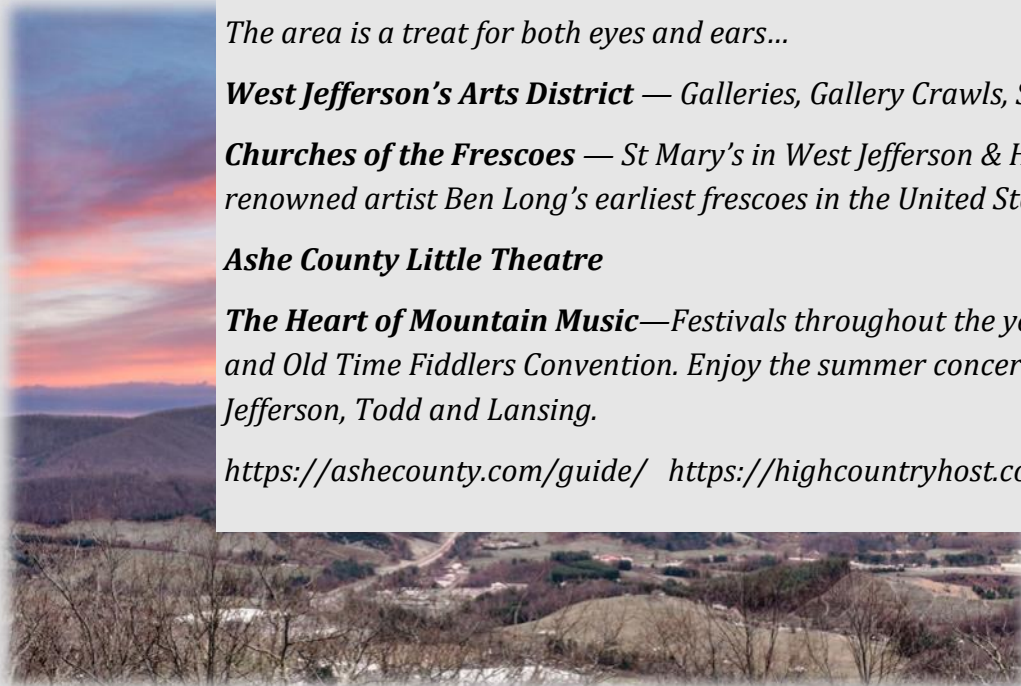 The area is a treat for both eyes and ears…
West Jefferson’s Arts District — Galleries, Gallery Crawls,
Churches of the Frescoes — St Mary’s in West Jefferson &
renowned artist Ben Long’s earliest frescoes in the United
Ashe County Little Theatre
The Heart of Mountain Music—Festivals throughout the
and Old Time Fiddlers Convention. Enjoy the summer
Jefferson, Todd and Lansing.
https://ashecounty.com/guide/ https://highcountryhost.co